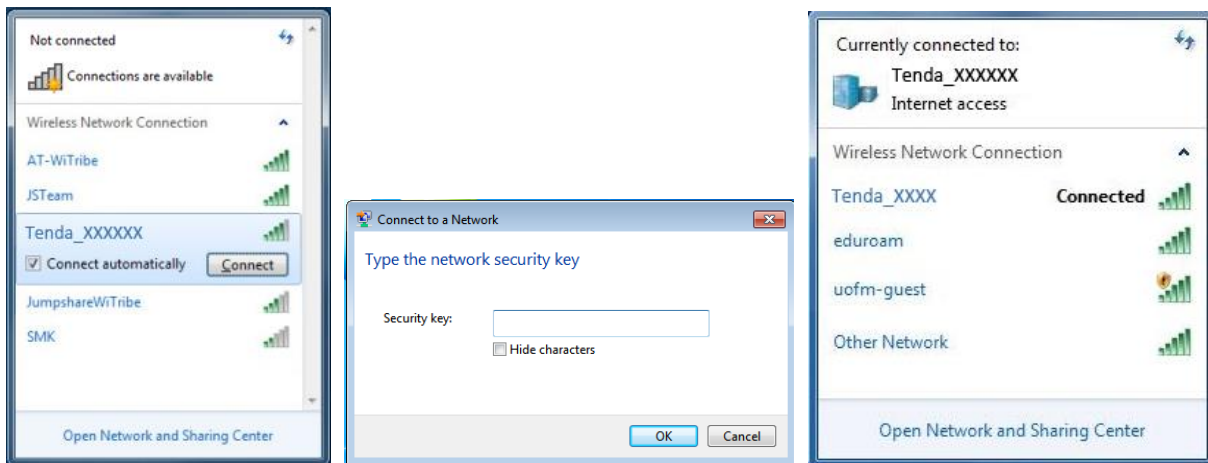 Not connected
Connections are available
Wireless Network Connection
AT-WiTribe
JSTeam
Tenda_XXXXXX
Connect automatically Connect
JumpshareWiTribe
SMK
Open Network and Sharing Center
Connect to a Network
Type the network security key
Security key:
Hide characters
OK Cancel
Currently connected to:
Tenda_XXXXXX
Internet access
Wireless Network Connection
Tenda_XXXX Connected
eduroam
uofm-guest
Other Network
Open Network and Sharing Center